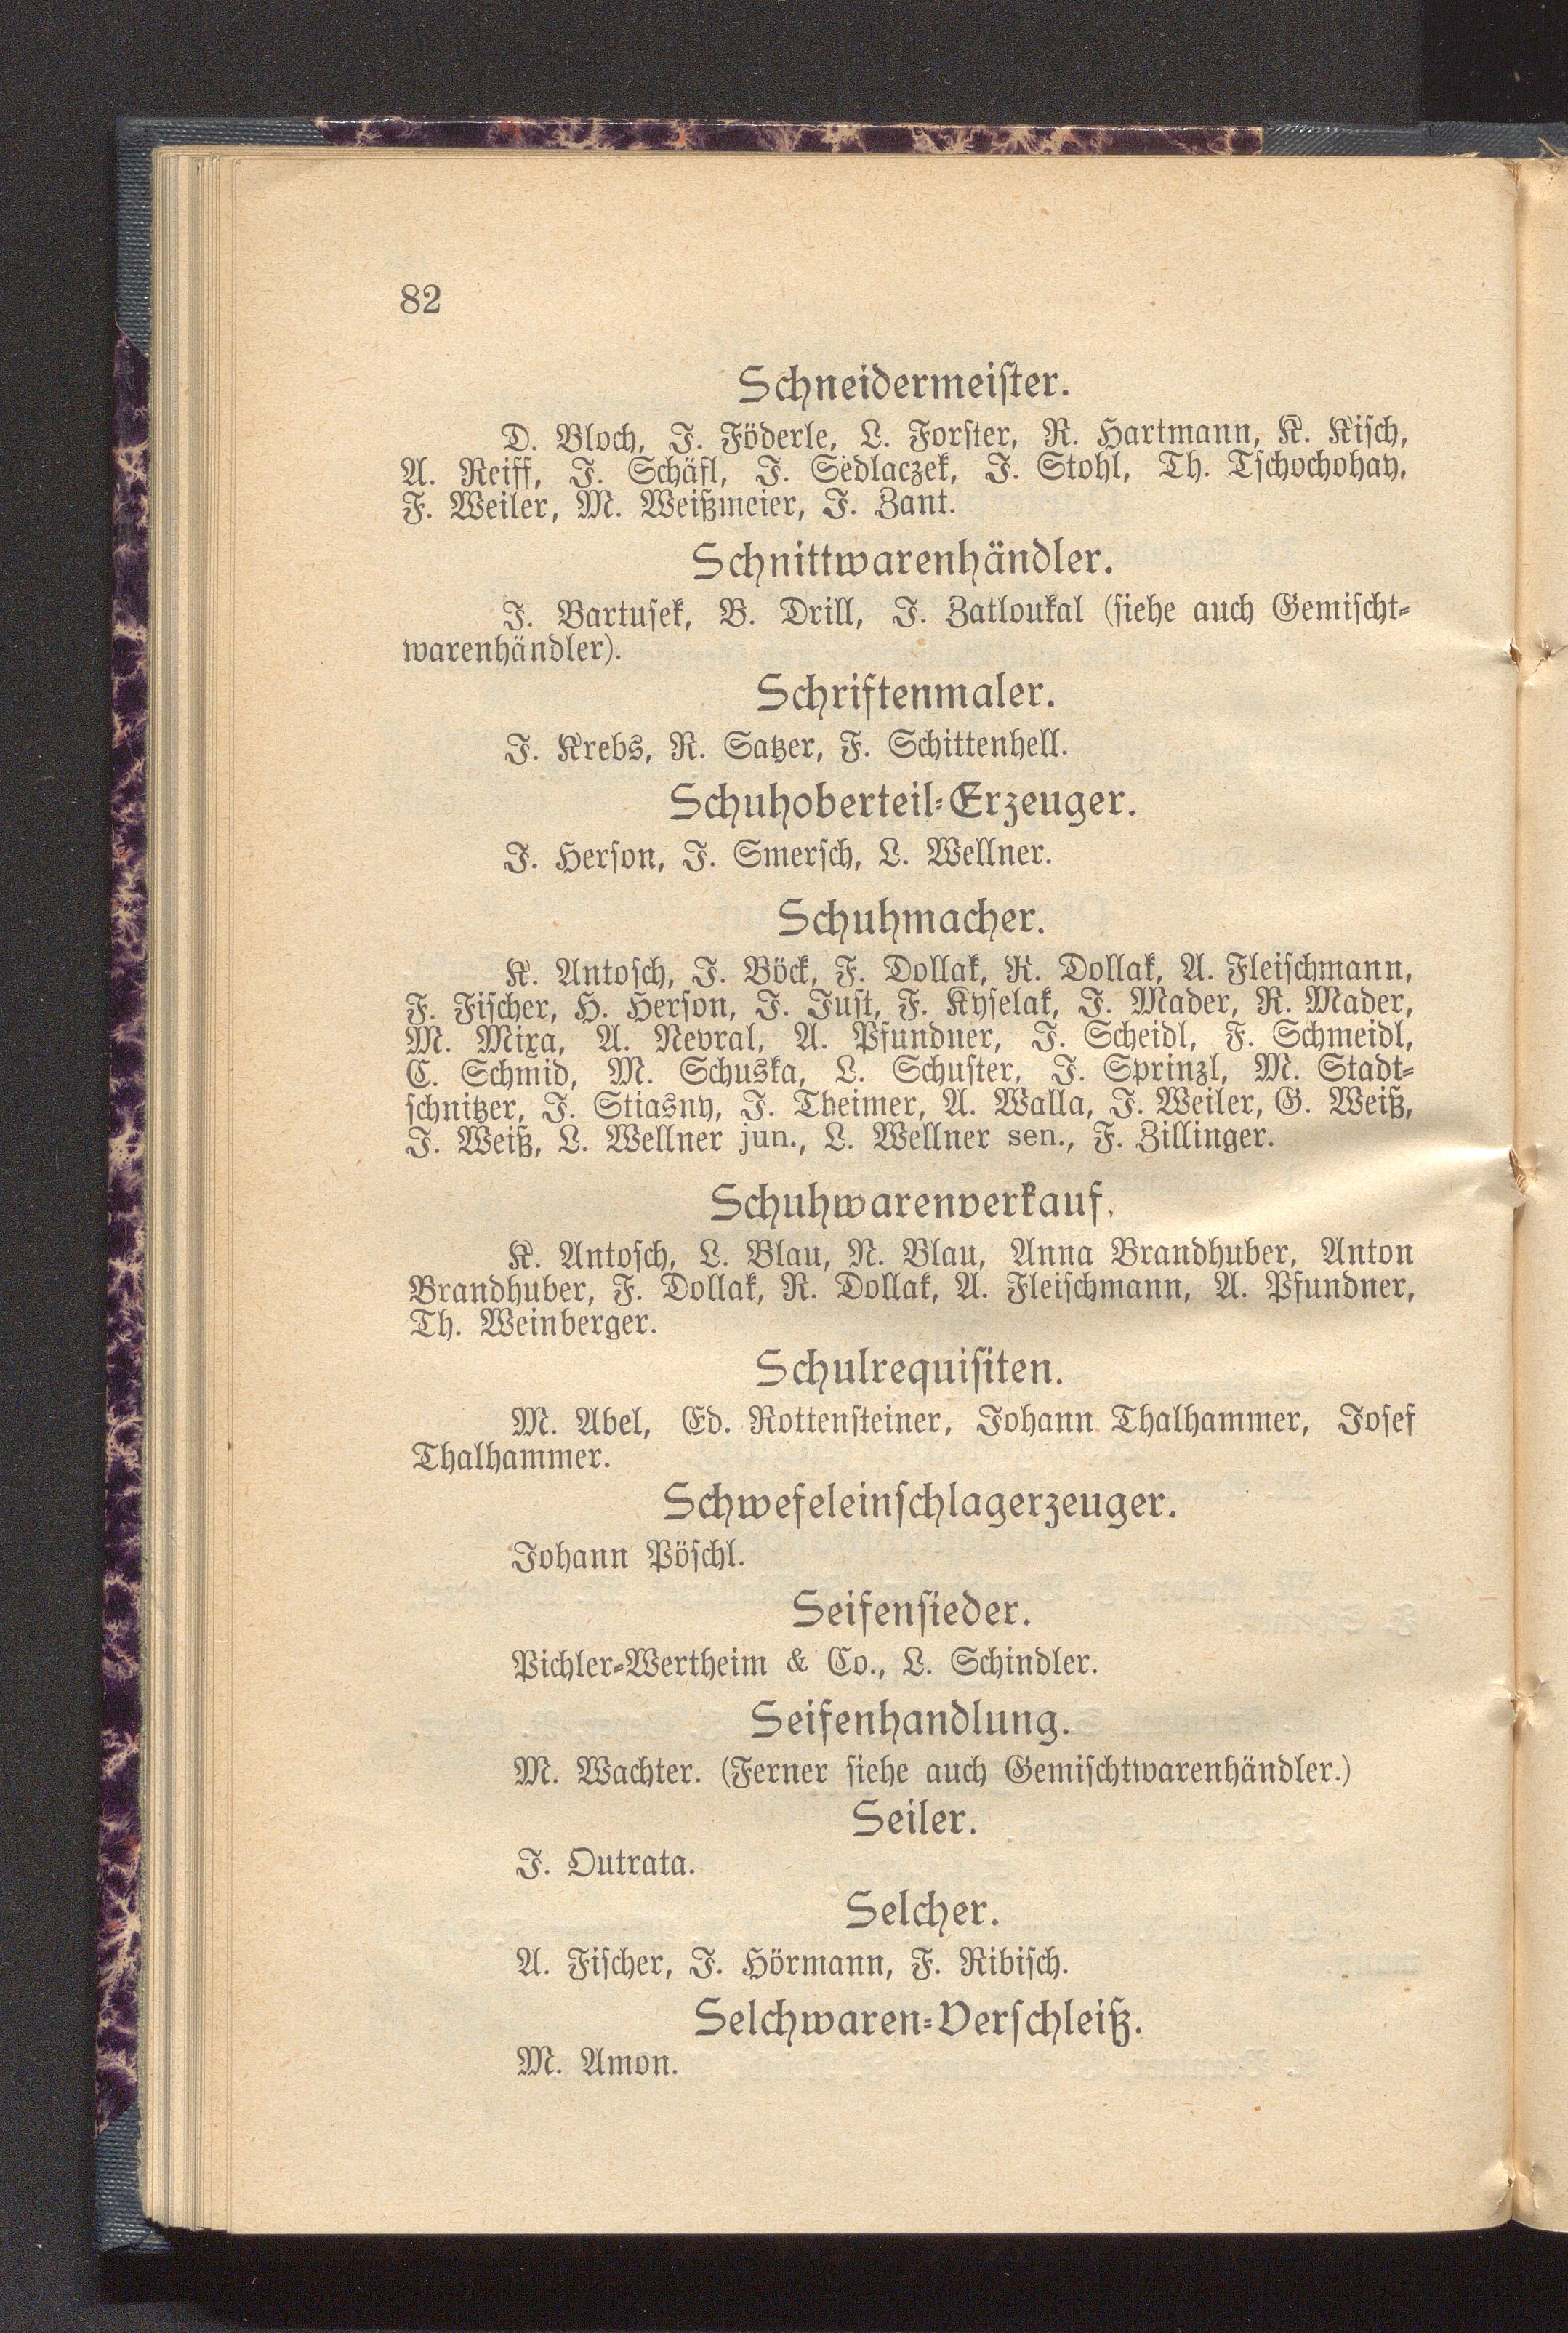 82
Schneidermeister.
D. Bloch, J. Föderle, L. Forster, R. Hartmann, K. Kisch,
A. Reiff, J. Schäfl, J. Sedlaczek, J. Stohl, Th. Tschochohay,
F. Weiler, M. Weißmeier, J. Zant.
Schnittwarenhändler.
J. Bartusek, B. Drill, J. Zatloukal (siehe auch Gemischt-
warenhändler).
Schriftenmaler.
J. Krebs, R. Satzer, F. Schittenhell.
Schuhoberteil-Erzeuger.
J. Herson, J. Smersch, L. Wellner.
Schuhmacher.
K. Antosch, J. Böck, F. Dollak, R. Dollak, A. Fleischmann,
F. Fischer, H. Herson, J. Just, F. Kyselak, J. Mader, R. Mader,
M. Mixa, A. Nevral, A. Pfundner, J. Scheidl, F. Schmeidl,
C. Schmid, M. Schuska, L. Schuster, J. Sprinzl, M. Stadt-
schnitzer, J. Stiasny, J. Theimer, A. Walla, J. Weiler, G. Weiß,
J. Weiß, L. Wellner jun., L. Wellner sen., F. Zillinger.
Schuhwarenverkauf.
K. Antosch, L. Blau, N. Blau, Anna Brandhuber, Anton
Brandhuber, F. Dollak, R. Dollak, A. Fleischmann, A. Pfundner,
Th. Weinberger.
Schulrequisiten.
M. Abel, Ed. Rottensteiner, Johann Thalhammer, Josef
Thalhammer.
Schwefeleinschlagerzeuger.
Johann Pöschl.
Seifensieder.
Pichler-Wertheim & Co., L. Schindler.
Seifenhandlung.
M. Wachter. (Ferner siehe auch Gemischtwarenhändler.)
Seiler.
J. Outrata.
Selcher.
A. Fischer, J. Hörmann, F. Ribisch.
Selchwaren-Verschleiß.
M. Amon.